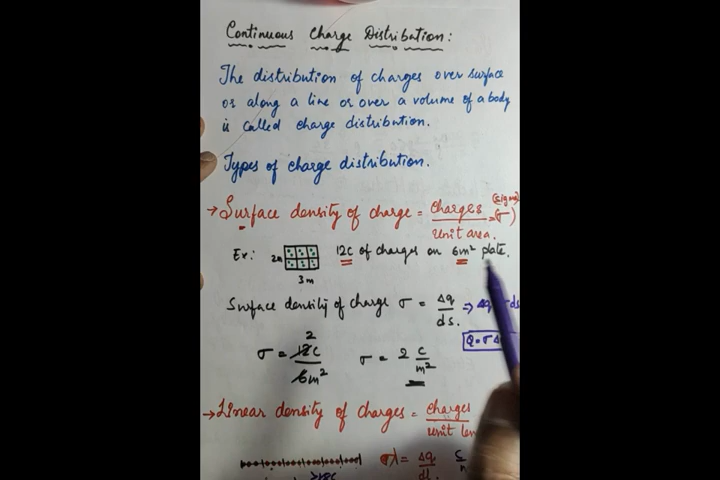 Continuous Charge Distribution:
The distribution of charges over surface
or along a line or over a volume of a body
is called charge distribution.
Types of charge distribution.
→ Surface density of charge = Charges / Unit area. = (σ) (sigma)
Ex: 2m 3m 12C of charges on 6m² plate.
Surface density of charge σ = Δq / ds. ⇒ Δq ds
Q = σ Δ
σ = 12C / 6m² 2 σ = 2 C/m²
→ Linear density of charges = charges / unit
λ = Δq / dl